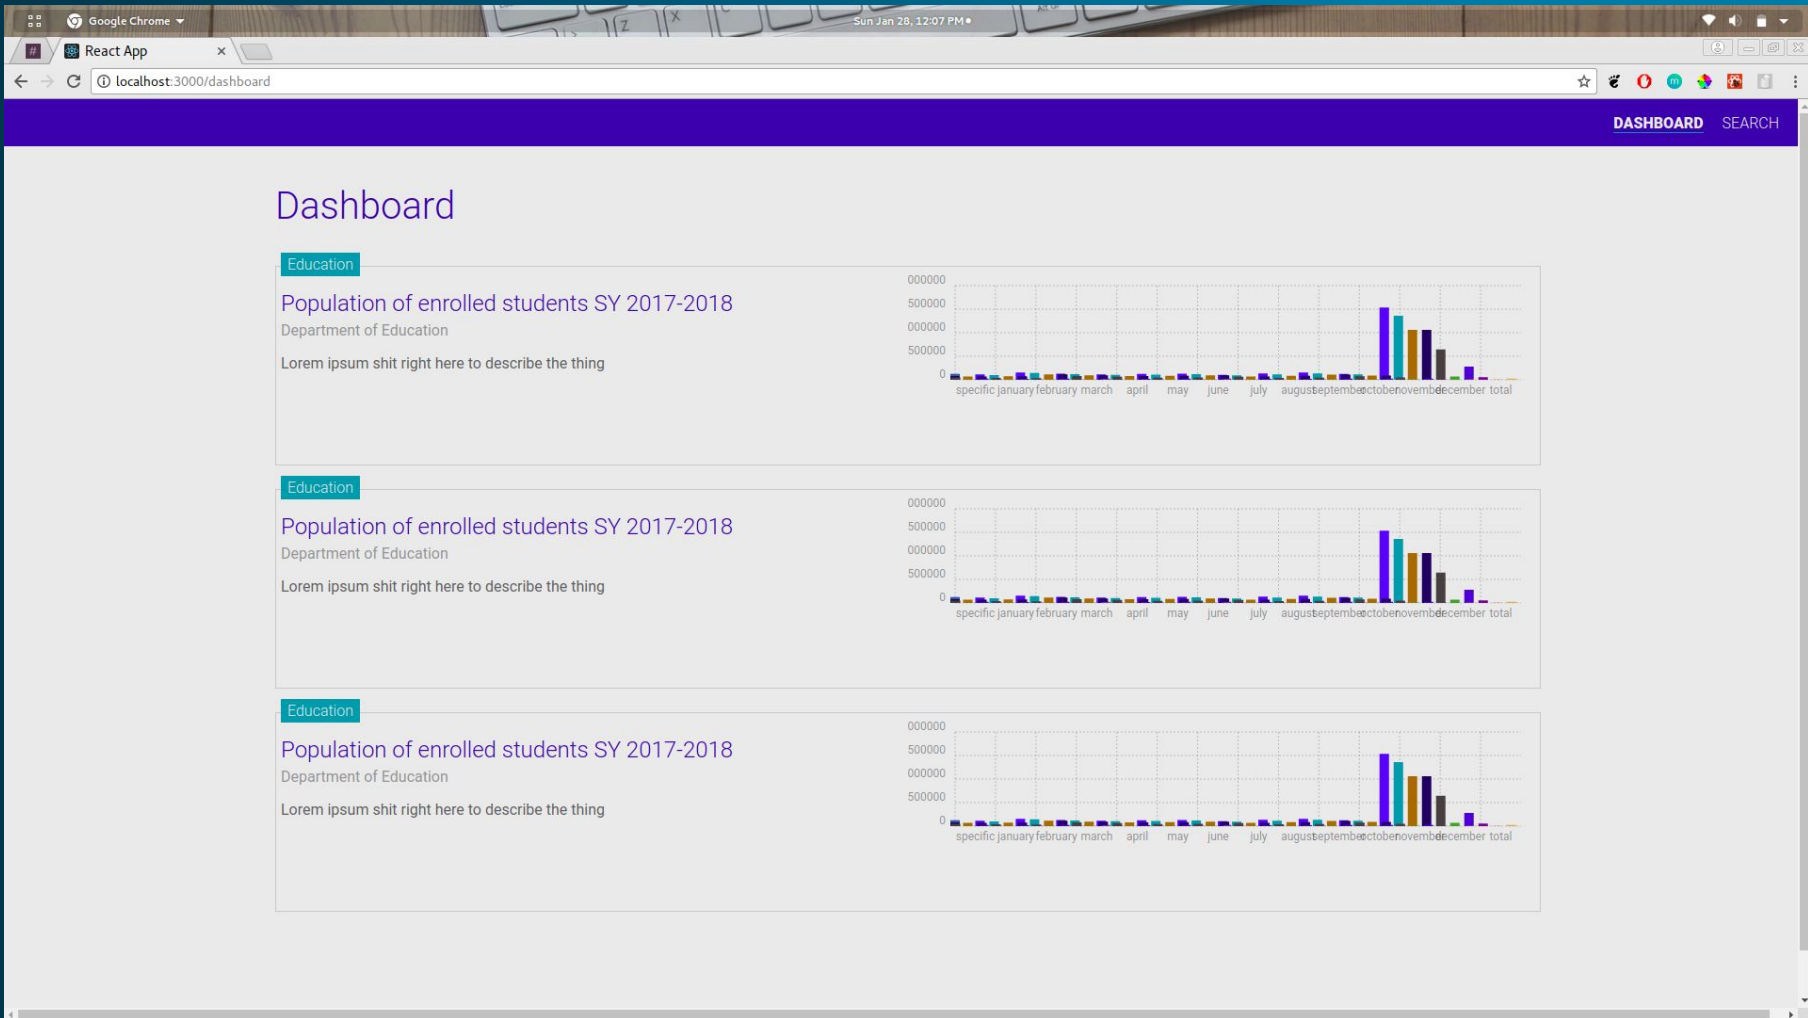 Google Chrome
Sun Jan 28, 12:07 PM
# React App
localhost:3000/dashboard
DASHBOARD SEARCH
Dashboard
Education
Population of enrolled students SY 2017-2018
Department of Education
Lorem ipsum shit right here to describe the thing
000000
500000
000000
500000
0
specific january february march april may june july august september october november december total
Education
Population of enrolled students SY 2017-2018
Department of Education
Lorem ipsum shit right here to describe the thing
000000
500000
000000
500000
0
specific january february march april may june july august september october november december total
Education
Population of enrolled students SY 2017-2018
Department of Education
Lorem ipsum shit right here to describe the thing
000000
500000
000000
500000
0
specific january february march april may june july august september october november december total